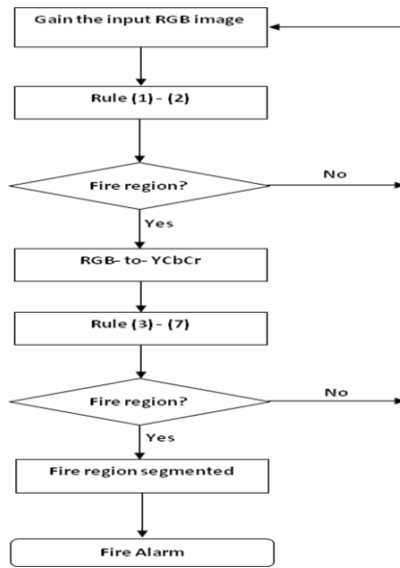 Gain the input RGB image
Rule (1) - (2)
Fire region?
No
Yes
RGB- to- YCbCr
Rule (3) - (7)
Fire region?
No
Yes
Fire region segmented
Fire Alarm